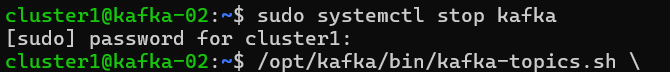 cluster1@kafka-02:~$ sudo systemctl stop kafka
[sudo] password for cluster1:
cluster1@kafka-02:~$ /opt/kafka/bin/kafka-topics.sh \